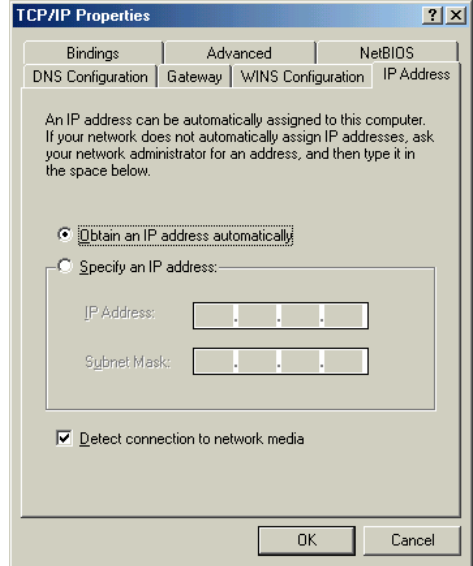 TCP/IP Properties
Bindings Advanced NetBIOS
DNS Configuration Gateway WINS Configuration IP Address
An IP address can be automatically assigned to this computer.
If your network does not automatically assign IP addresses, ask
your network administrator for an address, and then type it in
the space below.
Obtain an IP address automatically
Specify an IP address:
IP Address:
Subnet Mask:
Detect connection to network media
OK Cancel